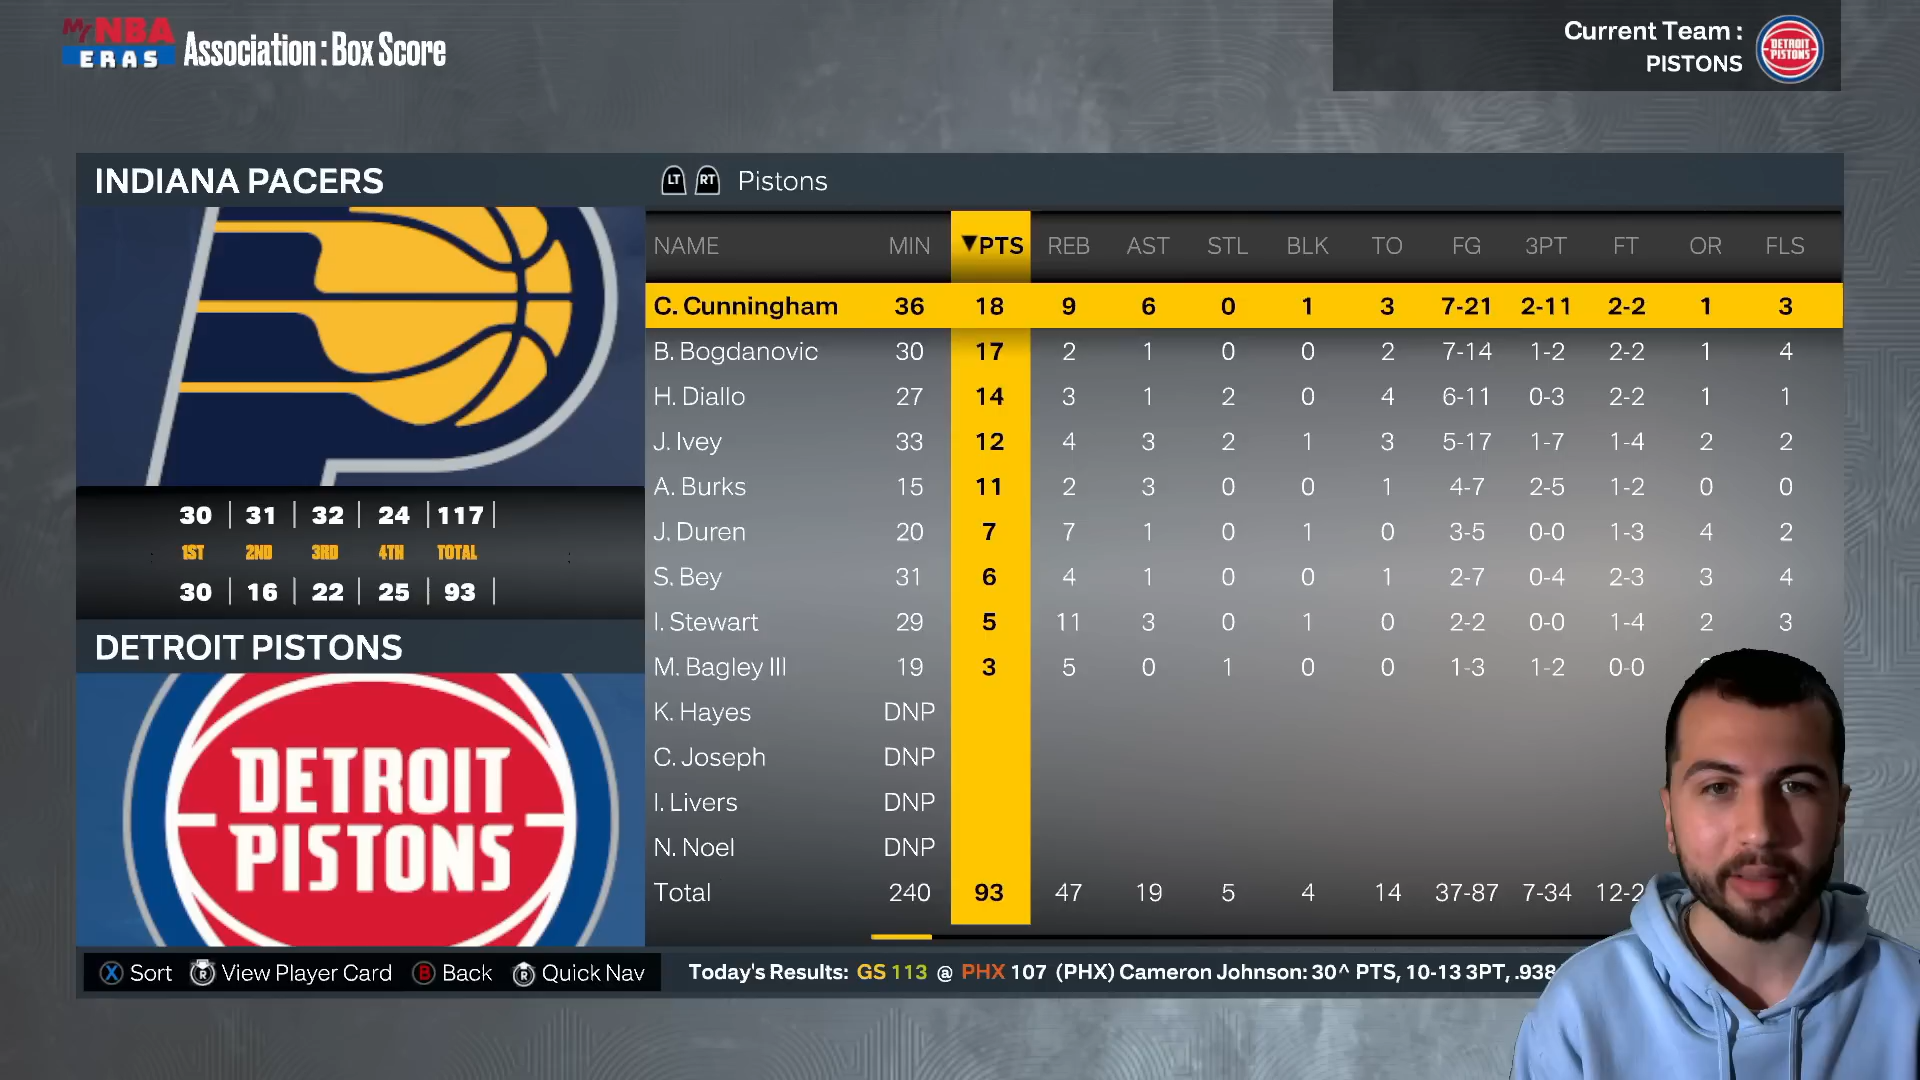 MyNBA ERAS Association : Box Score
Current Team :
PISTONS
DETROIT PISTONS
INDIANA PACERS
30 | 31 | 32 | 24 | 117 |
1ST 2ND 3RD 4TH TOTAL
30 | 16 | 22 | 25 | 93 |
DETROIT PISTONS
DETROIT
PISTONS
LT RT Pistons
NAME MIN ▼PTS REB AST STL BLK TO FG 3PT FT OR FLS
C. Cunningham 36 18 9 6 0 1 3 7-21 2-11 2-2 1 3
B. Bogdanovic 30 17 2 1 0 0 2 7-14 1-2 2-2 1 4
H. Diallo 27 14 3 1 2 0 4 6-11 0-3 2-2 1 1
J. Ivey 33 12 4 3 2 1 3 5-17 1-7 1-4 2 2
A. Burks 15 11 2 3 0 0 1 4-7 2-5 1-2 0 0
J. Duren 20 7 7 1 0 1 0 3-5 0-0 1-3 4 2
S. Bey 31 6 4 1 0 0 1 2-7 0-4 2-3 3 4
I. Stewart 29 5 11 3 0 1 0 2-2 0-0 1-4 2 3
M. Bagley III 19 3 5 0 1 0 0 1-3 1-2 0-0
K. Hayes DNP
C. Joseph DNP
I. Livers DNP
N. Noel DNP
Total 240 93 47 19 5 4 14 37-87 7-34 12-2
X Sort R View Player Card B Back R Quick Nav
Today's Results: GS 113 @ PHX 107 (PHX) Cameron Johnson: 30^ PTS, 10-13 3PT, .938